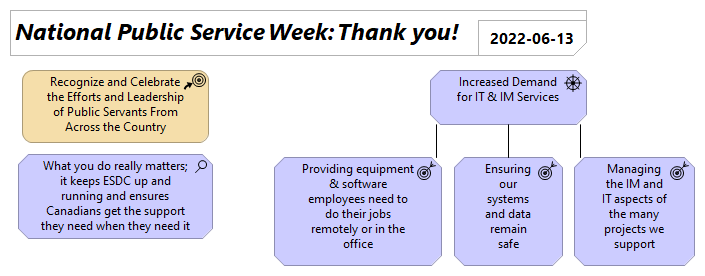 National Public Service Week: Thank you!
2022-06-13
Recognize and Celebrate
the Efforts and Leadership
of Public Servants From
Across the Country
What you do really matters;
it keeps ESDC up and
running and ensures
Canadians get the support
they need when they need it
Increased Demand
for IT & IM Services
Providing equipment
& software
employees need to
do their jobs
remotely or in the
office
Ensuring
our
systems
and data
remain
safe
Managing
the IM and
IT aspects of
the many
projects we
support